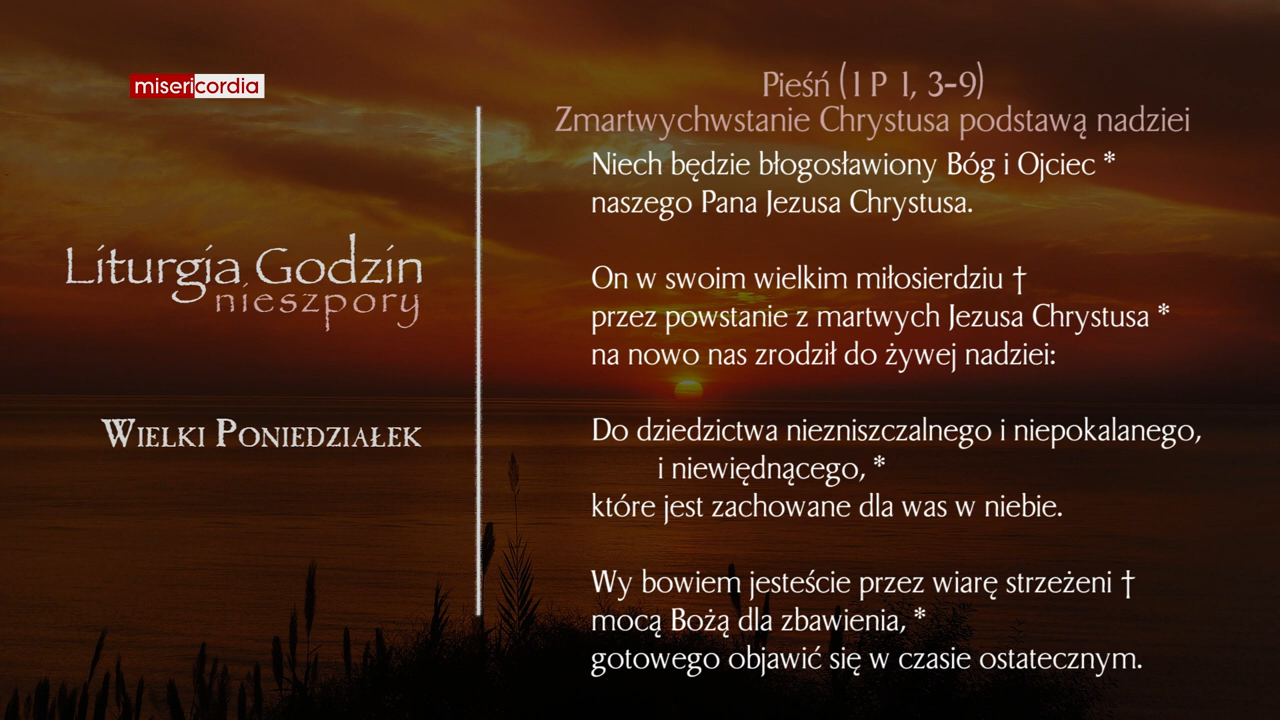 misericordia
Liturgia Godzin
nieszpory
Wielki Poniedziałek
Pieśń (1 P 1, 3-9)
Zmartwychwstanie Chrystusa podstawą nadziei
Niech będzie błogosławiony Bóg i Ojciec *
naszego Pana Jezusa Chrystusa.
On w swoim wielkim miłosierdziu †
przez powstanie z martwych Jezusa Chrystusa *
na nowo nas zrodził do żywej nadziei:
Do dziedzictwa niezniszczalnego i niepokalanego,
i niewiędnącego, *
które jest zachowane dla was w niebie.
Wy bowiem jesteście przez wiarę strzeżeni †
mocą Bożą dla zbawienia, *
gotowego objawić się w czasie ostatecznym.